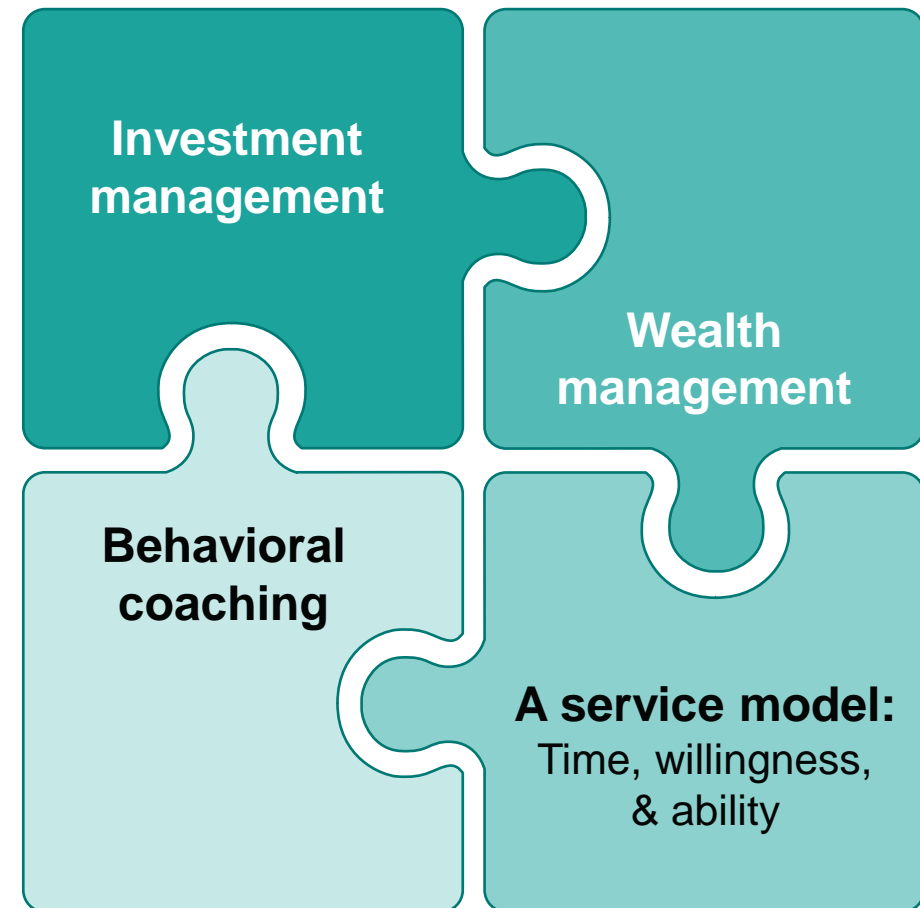 Investment
management
Wealth
management
Behavioral
coaching
A service model:
Time, willingness,
& ability